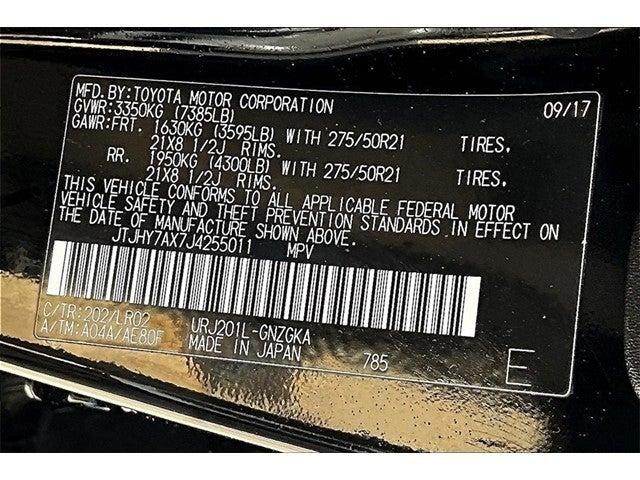 MFD.BY:TOYOTA MOTOR CORPORATION 09/17
GVWR:3350KG (7385LB)
GAWR:FRT. 1630KG (3595LB) WITH 275/50R21 TIRES,
21X8 1/2J RIMS.
RR. 1950KG (4300LB) WITH 275/50R21 TIRES,
21X8 1/2J RIMS.
THIS VEHICLE CONFORMS TO ALL APPLICABLE FEDERAL MOTOR
VEHICLE SAFETY AND THEFT PREVENTION STANDARDS IN EFFECT ON
THE DATE OF MANUFACTURE SHOWN ABOVE.
JTJHY7AX7J4255011 MPV
C/TR:202/LR02 URJ201L-GNZGKA
A/TM:A04A/AE80F MADE IN JAPAN 785 E